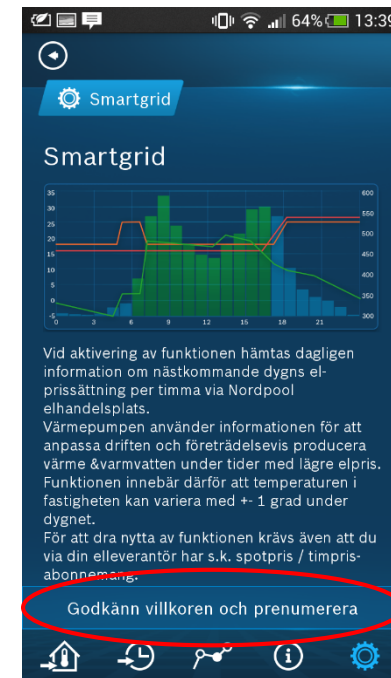 64% 13:39
Smartgrid
Smartgrid
35 600
30 550
25 500
20 450
15 400
10
5 350
0
-5 300
0 3 6 9 12 15 18 21
Vid aktivering av funktionen hämtas dagligen
information om nästkommande dygns el-
prissättning per timma via Nordpool
elhandelsplats.
Värmepumpen använder informationen för att
anpassa driften och företrädelsevis producera
värme &varmvatten under tider med lägre elpris.
Funktionen innebär därför att temperaturen i
fastigheten kan variera med +- 1 grad under
dygnet.
För att dra nytta av funktionen krävs även att du
via din elleverantör har s.k. spotpris / timpris-
abonnemang.
Godkänn villkoren och prenumerera